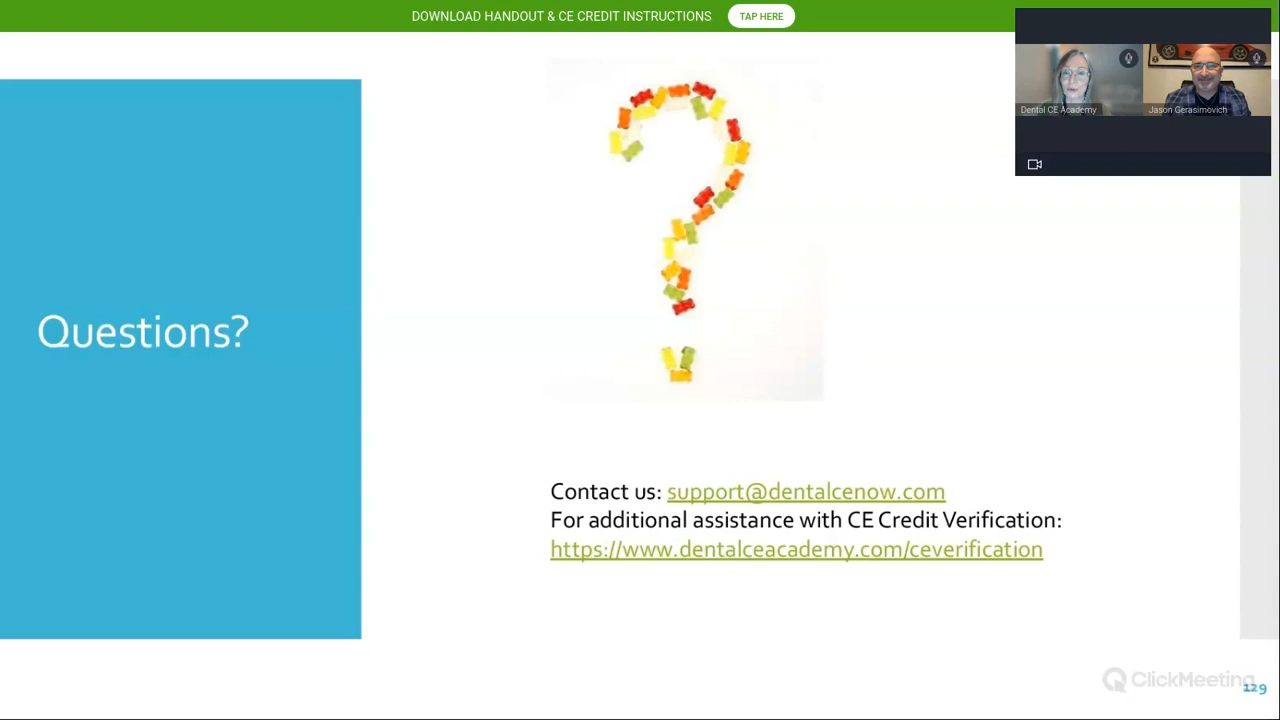 DOWNLOAD HANDOUT & CE CREDIT INSTRUCTIONS TAP HERE
Dental CE Academy
Jason Gerasimovich
Questions?
Contact us: support@dentalcenow.com
For additional assistance with CE Credit Verification:
https://www.dentalceacademy.com/ceverification
ClickMeeting
129